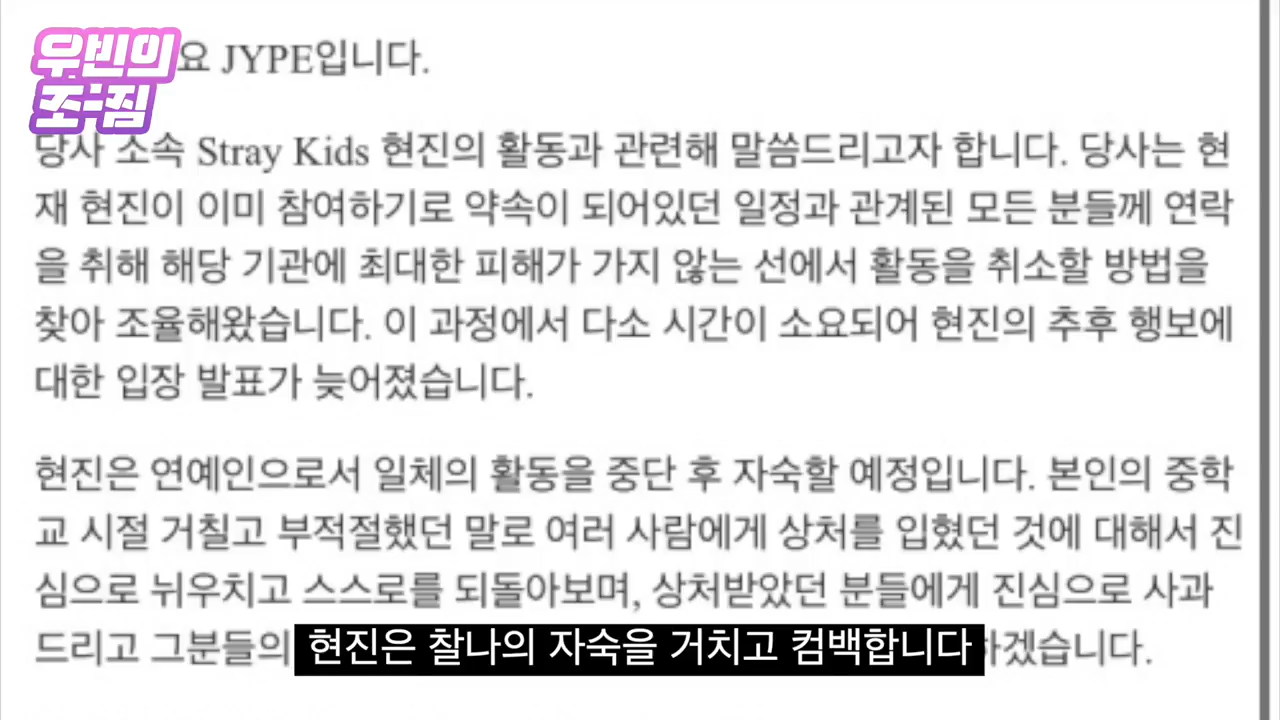 우빈의
조-짐
요 JYPE입니다.
당사 소속 Stray Kids 현진의 활동과 관련해 말씀드리고자 합니다. 당사는 현
재 현진이 이미 참여하기로 약속이 되어있던 일정과 관계된 모든 분들께 연락
을 취해 해당 기관에 최대한 피해가 가지 않는 선에서 활동을 취소할 방법을
찾아 조율해왔습니다. 이 과정에서 다소 시간이 소요되어 현진의 추후 행보에
대한 입장 발표가 늦어졌습니다.
현진은 연예인으로서 일체의 활동을 중단 후 자숙할 예정입니다. 본인의 중학
교 시절 거칠고 부적절했던 말로 여러 사람에게 상처를 입혔던 것에 대해서 진
심으로 뉘우치고 스스로를 되돌아보며, 상처받았던 분들에게 진심으로 사과
드리고 그분들의 하겠습니다.
현진은 찰나의 자숙을 거치고 컴백합니다